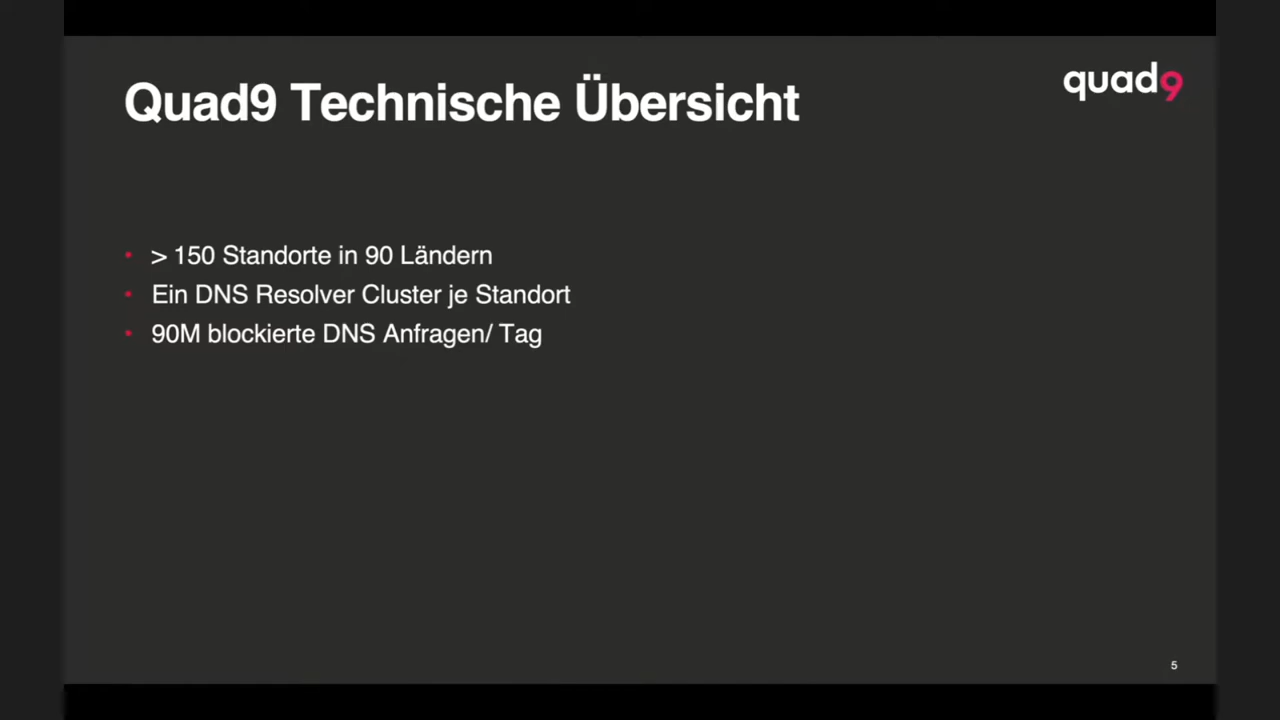 Quad9 Technische Übersicht
quad9
• > 150 Standorte in 90 Ländern
• Ein DNS Resolver Cluster je Standort
• 90M blockierte DNS Anfragen/ Tag
5